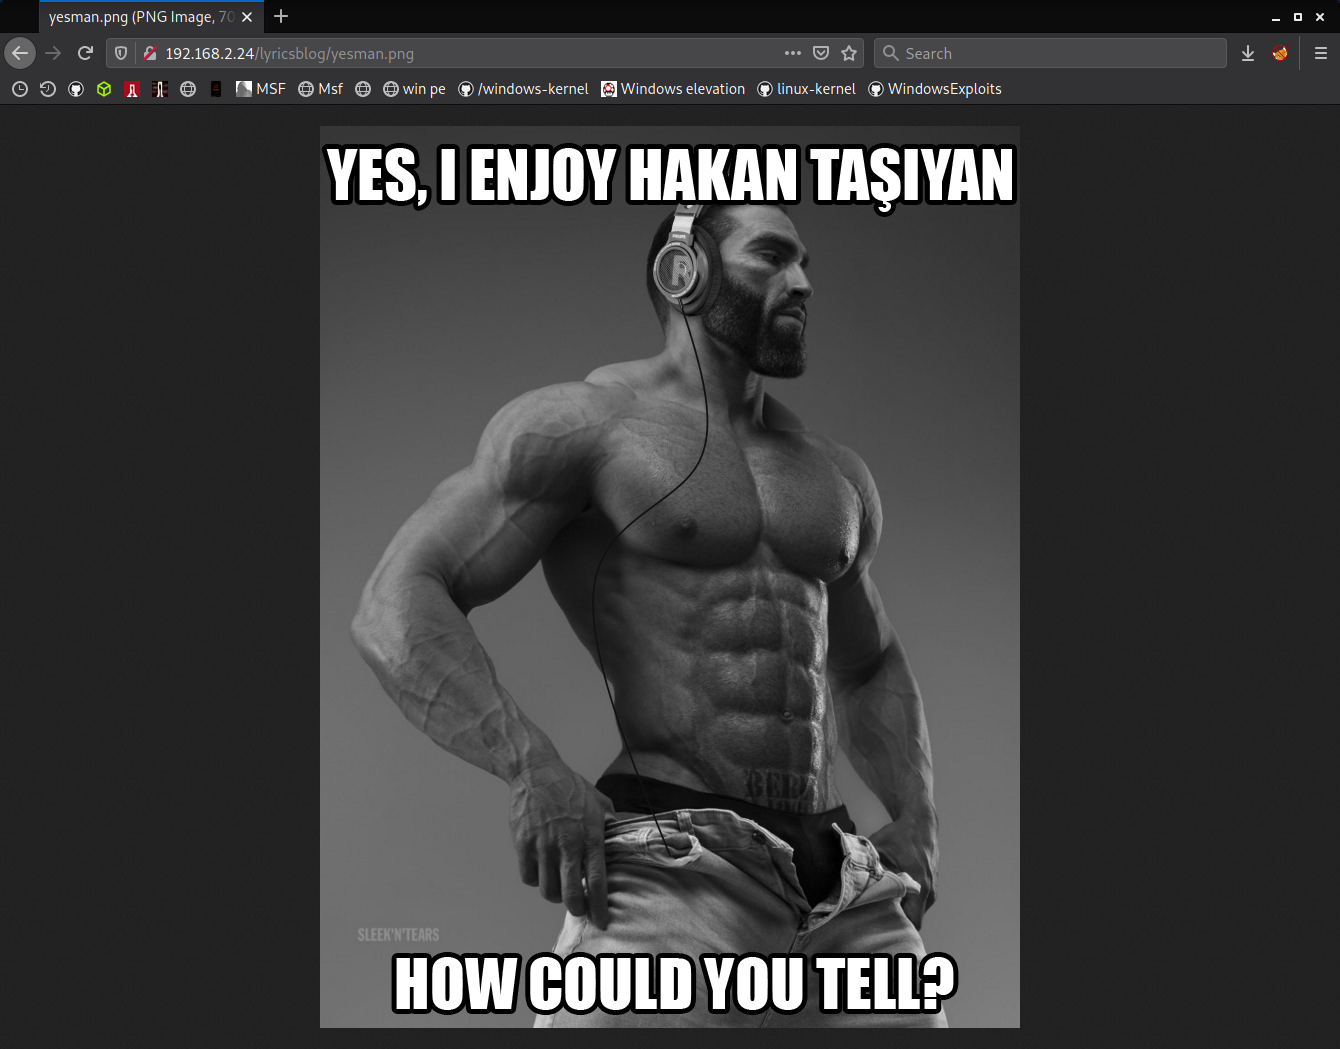 yesman.png (PNG Image, 70
192.168.2.24/lyricsblog/yesman.png
Search
MSF
Msf
win pe
/windows-kernel
Windows elevation
linux-kernel
WindowsExploits
YES, I ENJOY HAKAN TAŞIYAN
SLEEK'N'TEARS
HOW COULD YOU TELL?